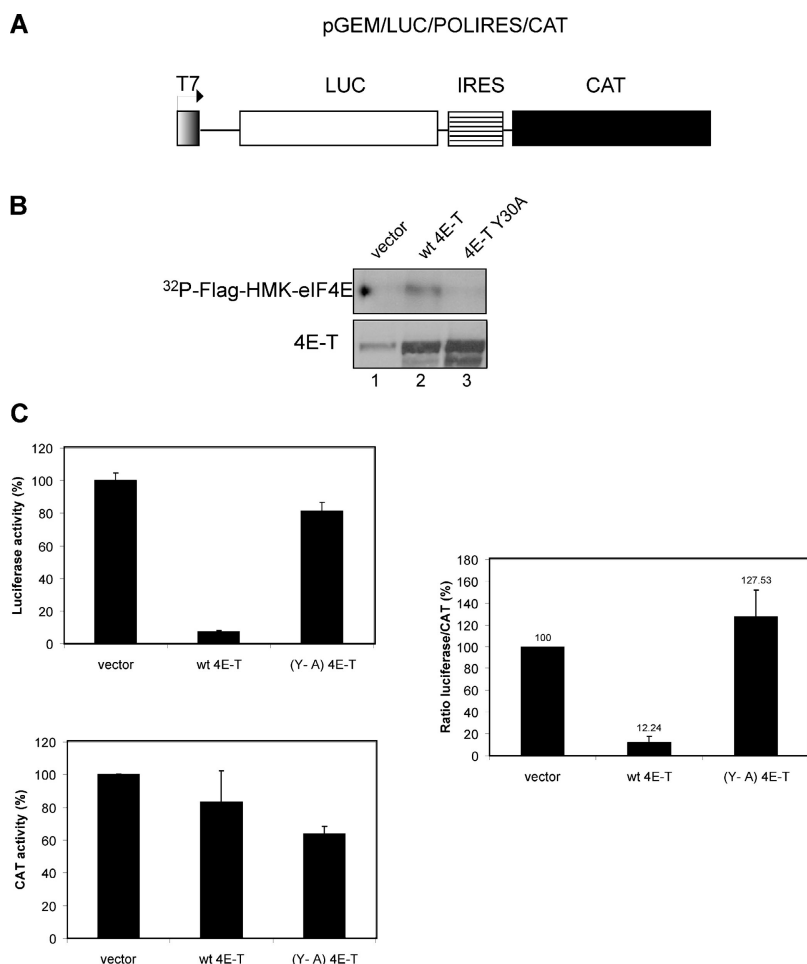 A
pGEM/LUC/POLIRES/CAT
T7
LUC
IRES
CAT
B
vector
wt 4E-T
4E-T Y30A
32P-Flag-HMK-eIF4E
4E-T
1 2 3
C
Luciferase activity (%)
120
100
80
60
40
20
0
vector wt 4E-T (Y- A) 4E-T
CAT activity (%)
120
100
80
60
40
20
0
vector wt 4E-T (Y- A) 4E-T
Ratio luciferase/CAT (%)
180
160
140
120
100
80
60
40
20
0
100
12.24
127.53
vector wt 4E-T (Y- A) 4E-T